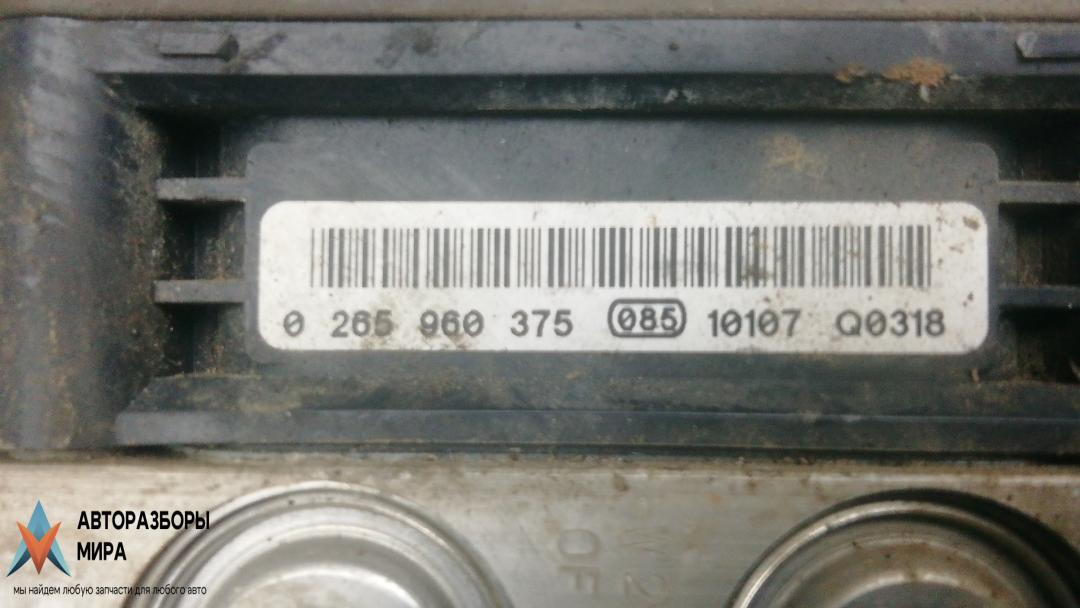 0 265 960 375 085 10107 Q0318
АВТОРАЗБОРЫ
МИРА
мы найдем любую запчасти для любого авто